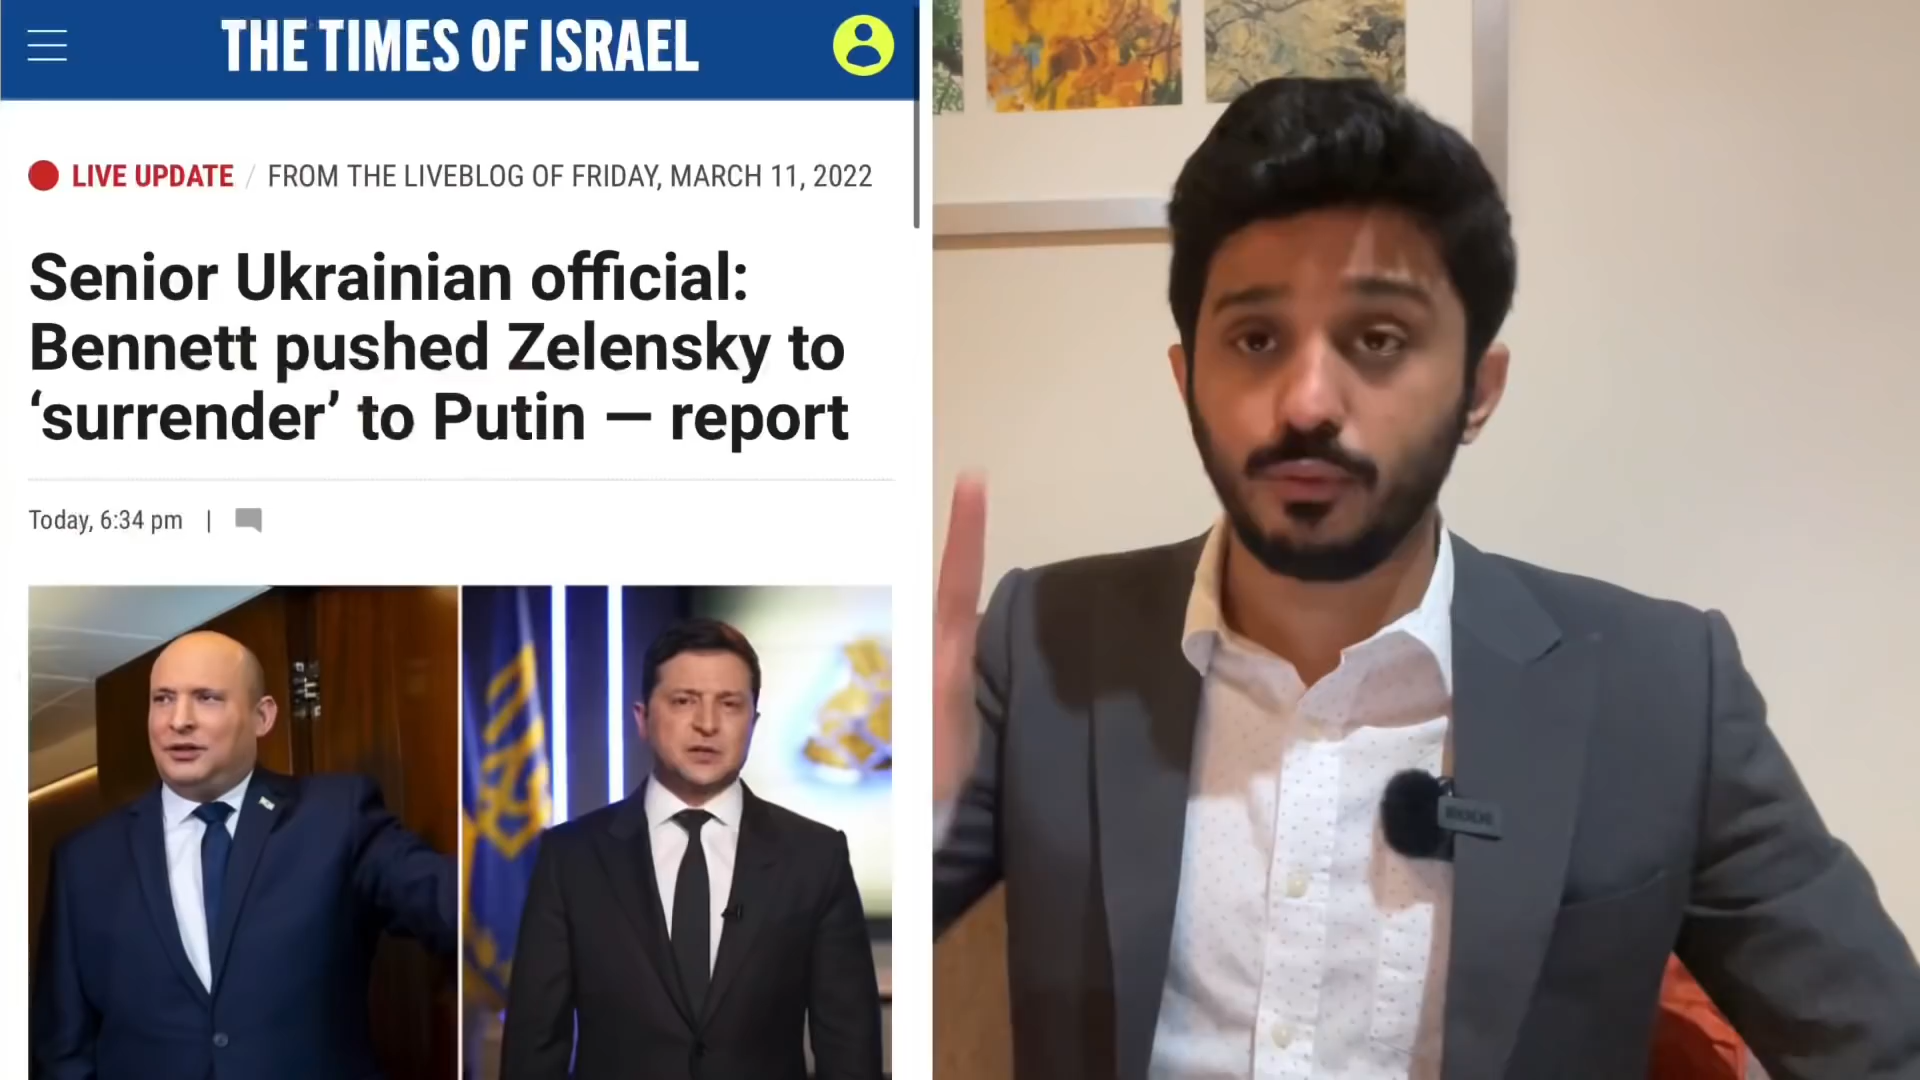 THE TIMES OF ISRAEL
LIVE UPDATE / FROM THE LIVEBLOG OF FRIDAY, MARCH 11, 2022
Senior Ukrainian official:
Bennett pushed Zelensky to
‘surrender’ to Putin — report
Today, 6:34 pm |